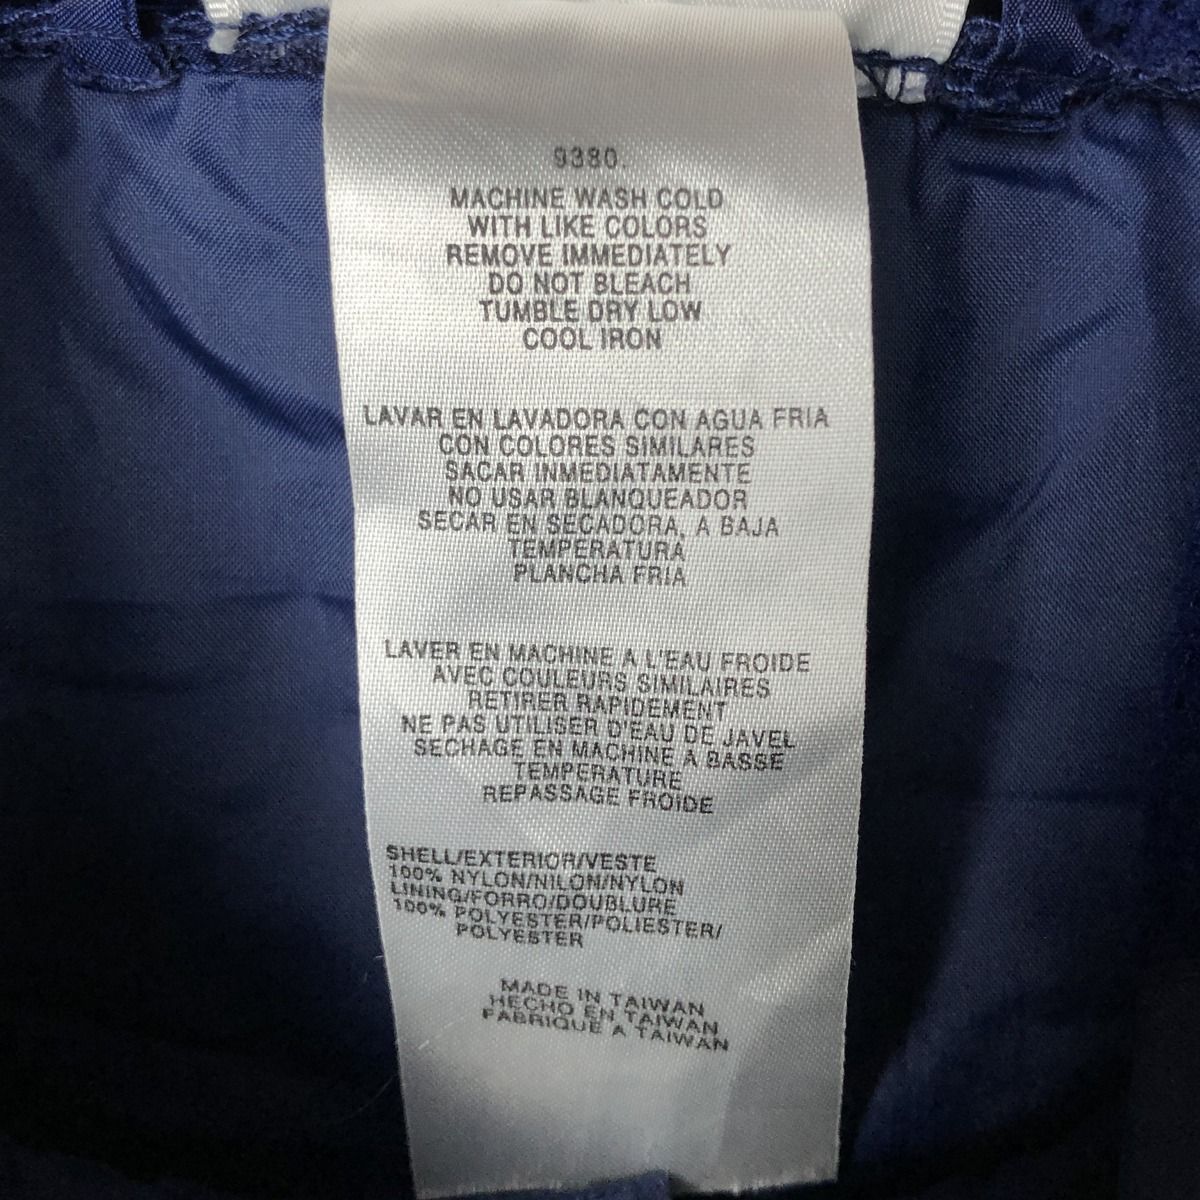 9380.
MACHINE WASH COLD
WITH LIKE COLORS
REMOVE IMMEDIATELY
DO NOT BLEACH
TUMBLE DRY LOW
COOL IRON
LAVAR EN LAVADORA CON AGUA FRIA
CON COLORES SIMILARES
SACAR INMEDIATAMENTE
NO USAR BLANQUEADOR
SECAR EN SECADORA, A BAJA
TEMPERATURA
PLANCHA FRIA
LAVER EN MACHINE A L'EAU FROIDE
AVEC COULEURS SIMILAIRES
RETIRER RAPIDEMENT
NE PAS UTILISER D'EAU DE JAVEL
SECHAGE EN MACHINE A BASSE
TEMPERATURE
REPASSAGE FROIDE
SHELL/EXTERIOR/VESTE
100% NYLON/NILON/NYLON
LINING/FORRO/DOUBLURE
100% POLYESTER/POLIESTER/
POLYESTER
MADE IN TAIWAN
HECHO EN TAIWAN
FABRIQUÉ A TAIWAN